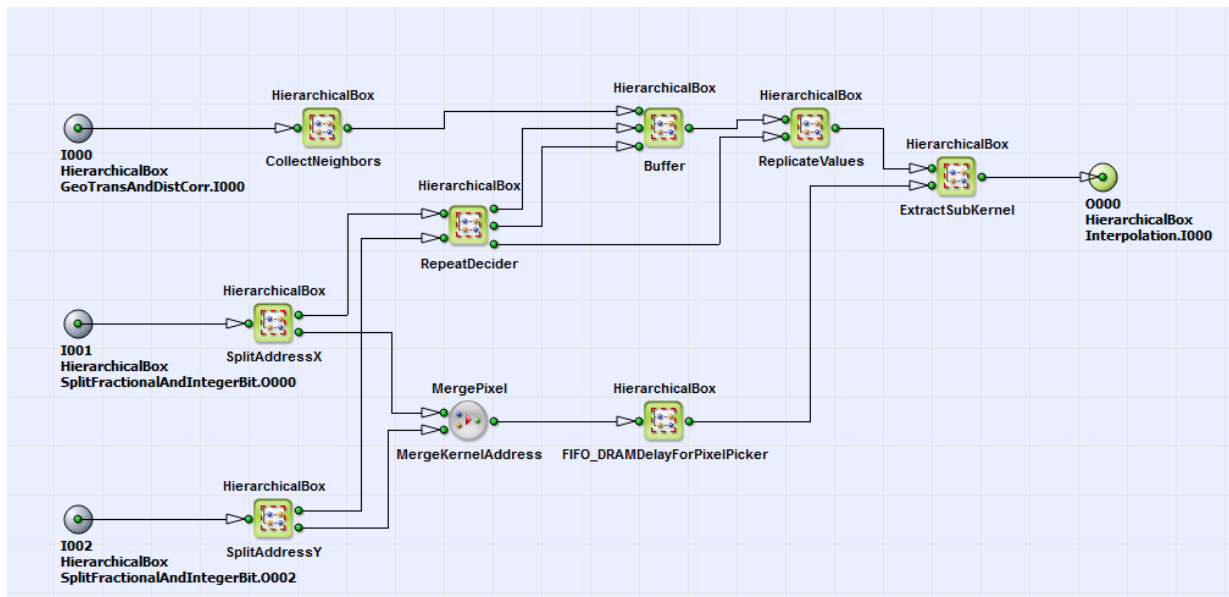 HierarchicalBox
CollectNeighbors
I000
HierarchicalBox
GeoTransAndDistCorr.I000
HierarchicalBox
Buffer
HierarchicalBox
ReplicateValues
HierarchicalBox
ExtractSubKernel
O000
HierarchicalBox
Interpolation.I000
HierarchicalBox
RepeatDecider
HierarchicalBox
SplitAddressX
I001
HierarchicalBox
SplitFractionalAndIntegerBit.O000
MergePixel
MergeKernelAddress
HierarchicalBox
FIFO_DRAMDelayForPixelPicker
HierarchicalBox
SplitAddressY
I002
HierarchicalBox
SplitFractionalAndIntegerBit.O002